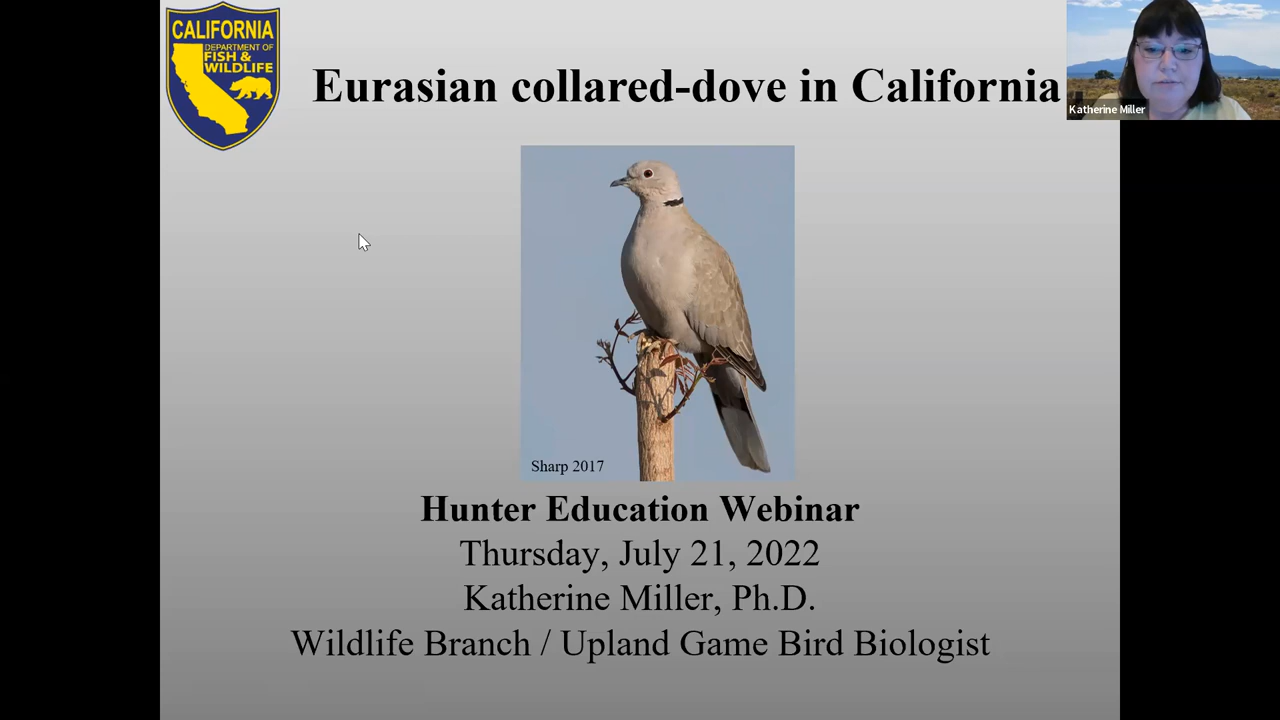 CALIFORNIA
DEPARTMENT OF
FISH &
WILDLIFE
Eurasian collared-dove in California
Katherine Miller
Sharp 2017
Hunter Education Webinar
Thursday, July 21, 2022
Katherine Miller, Ph.D.
Wildlife Branch / Upland Game Bird Biologist